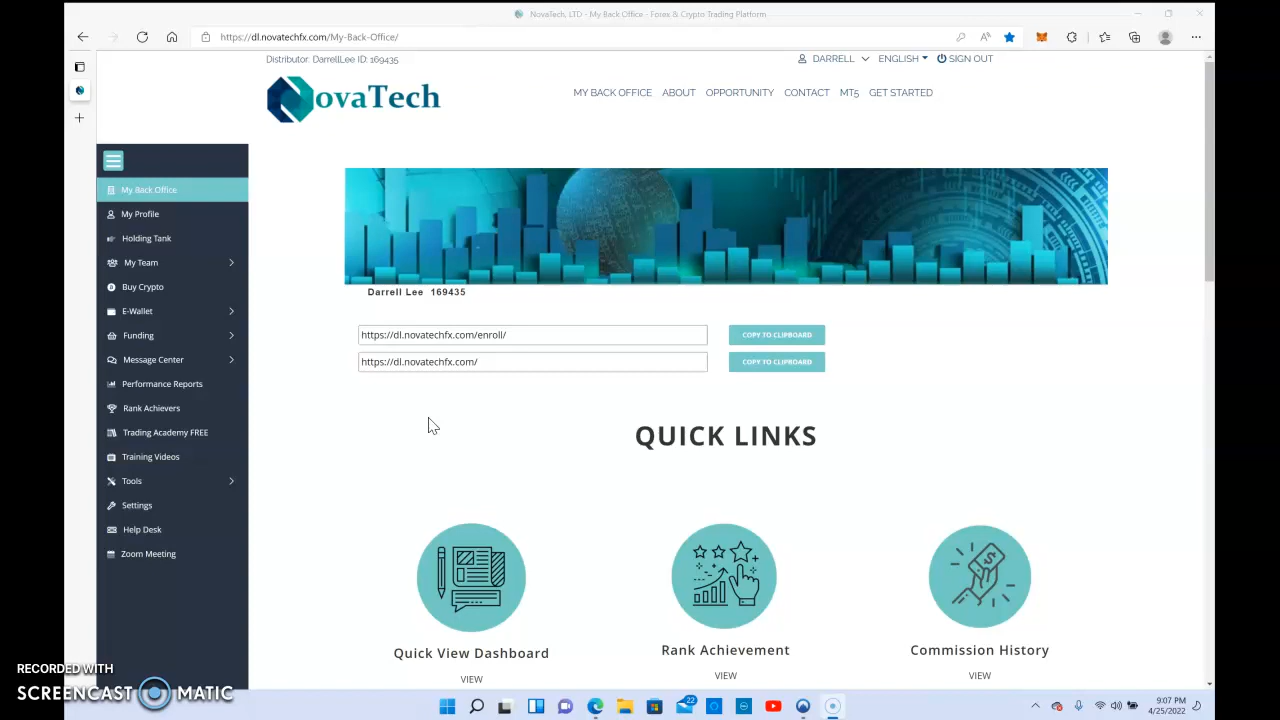 NovaTech, LTD - My Back Office - Forex & Crypto Trading Platform
https://dl.novatechfx.com/My-Back-Office/
Distributor: DarrellLee ID: 169435
DARRELL
ENGLISH
SIGN OUT
NovaTech
MY BACK OFFICE ABOUT OPPORTUNITY CONTACT MT5 GET STARTED
My Back Office
My Profile
Holding Tank
My Team
Buy Crypto
E-Wallet
Funding
Message Center
Performance Reports
Rank Achievers
Trading Academy FREE
Training Videos
Tools
Settings
Help Desk
Zoom Meeting
Darrell Lee 169435
https://dl.novatechfx.com/enroll/
COPY TO CLIPBOARD
https://dl.novatechfx.com/
COPY TO CLIPBOARD
QUICK LINKS
Quick View Dashboard
VIEW
Rank Achievement
VIEW
Commission History
VIEW
RECORDED WITH
SCREENCAST MATIC
22
9:07 PM
4/25/2022